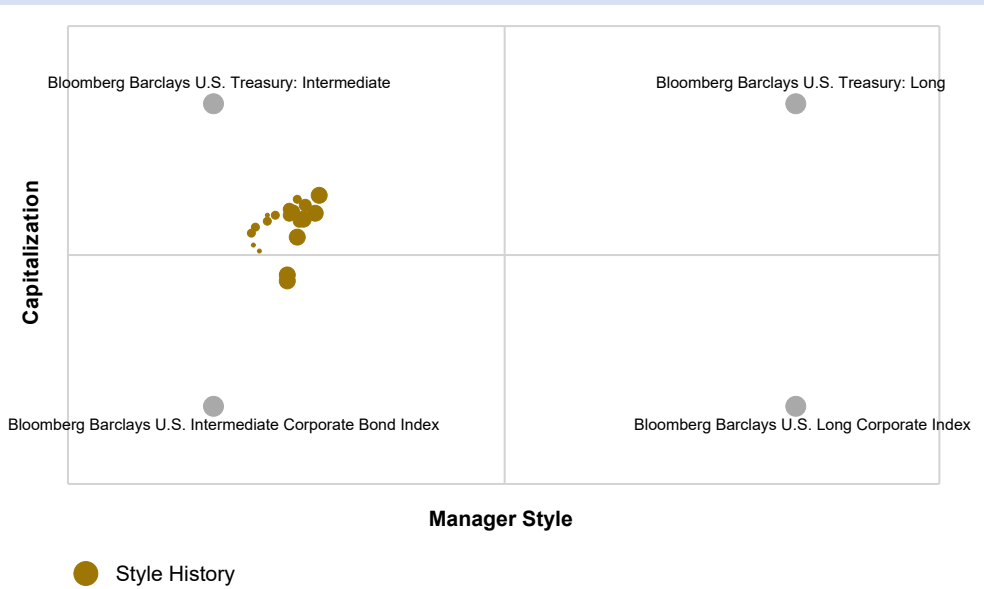 Bloomberg Barclays U.S. Treasury: Intermediate
Bloomberg Barclays U.S. Treasury: Long
Capitalization
Bloomberg Barclays U.S. Intermediate Corporate Bond Index
Bloomberg Barclays U.S. Long Corporate Index
Manager Style
Style History